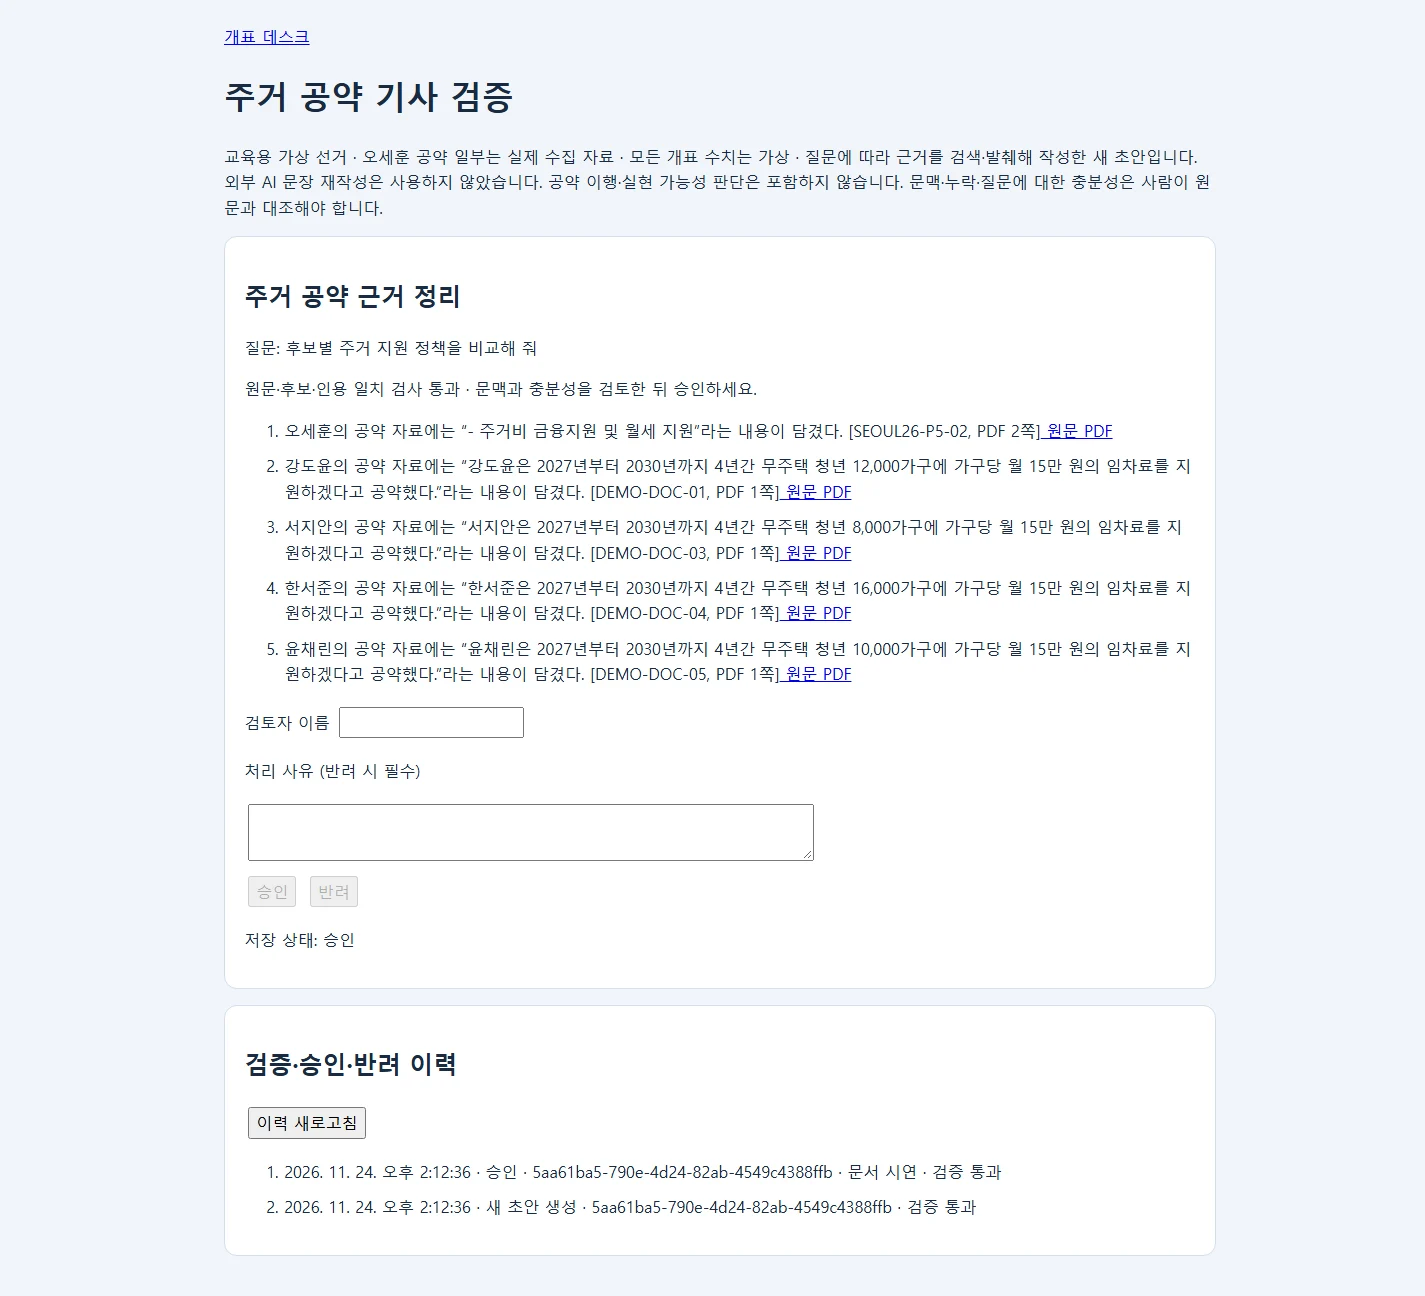 개표 데스크
주거 공약 기사 검증
교육용 가상 선거 · 오세훈 공약 일부는 실제 수집 자료 · 모든 개표 수치는 가상 · 질문에 따라 근거를 검색·발췌해 작성한 새 초안입니다.
외부 AI 문장 재작성은 사용하지 않았습니다. 공약 이행·실현 가능성 판단은 포함하지 않습니다. 문맥·누락·질문에 대한 충분성은 사람이 원
문과 대조해야 합니다.
주거 공약 근거 정리
질문: 후보별 주거 지원 정책을 비교해 줘
원문·후보·인용 일치 검사 통과 · 문맥과 충분성을 검토한 뒤 승인하세요.
1. 오세훈의 공약 자료에는 “- 주거비 금융지원 및 월세 지원”라는 내용이 담겼다. [SEOUL26-P5-02, PDF 2쪽] 원문 PDF
2. 강도윤의 공약 자료에는 “강도윤은 2027년부터 2030년까지 4년간 무주택 청년 12,000가구에 가구당 월 15만 원의 임차료를 지
원하겠다고 공약했다.”라는 내용이 담겼다. [DEMO-DOC-01, PDF 1쪽] 원문 PDF
3. 서지안의 공약 자료에는 “서지안은 2027년부터 2030년까지 4년간 무주택 청년 8,000가구에 가구당 월 15만 원의 임차료를 지
원하겠다고 공약했다.”라는 내용이 담겼다. [DEMO-DOC-03, PDF 1쪽] 원문 PDF
4. 한서준의 공약 자료에는 “한서준은 2027년부터 2030년까지 4년간 무주택 청년 16,000가구에 가구당 월 15만 원의 임차료를 지
원하겠다고 공약했다.”라는 내용이 담겼다. [DEMO-DOC-04, PDF 1쪽] 원문 PDF
5. 윤채린의 공약 자료에는 “윤채린은 2027년부터 2030년까지 4년간 무주택 청년 10,000가구에 가구당 월 15만 원의 임차료를 지
원하겠다고 공약했다.”라는 내용이 담겼다. [DEMO-DOC-05, PDF 1쪽] 원문 PDF
검토자 이름
처리 사유 (반려 시 필수)
승인 반려
저장 상태: 승인
검증·승인·반려 이력
이력 새로고침
1. 2026. 11. 24. 오후 2:12:36 · 승인 · 5aa61ba5-790e-4d24-82ab-4549c4388ffb · 문서 시연 · 검증 통과
2. 2026. 11. 24. 오후 2:12:36 · 새 초안 생성 · 5aa61ba5-790e-4d24-82ab-4549c4388ffb · 검증 통과